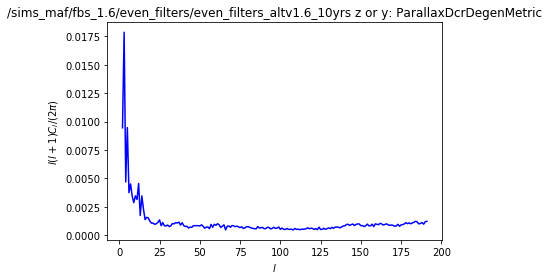 /sims_maf/fbs_1.6/even_filters/even_filters_altv1.6_10yrs z or y: ParallaxDcrDegenMetric
0.0175
0.0150
0.0125
0.0100
0.0075
0.0050
0.0025
0.0000
l(l + 1)Cₗ/(2π)
0 25 50 75 100 125 150 175 200
l